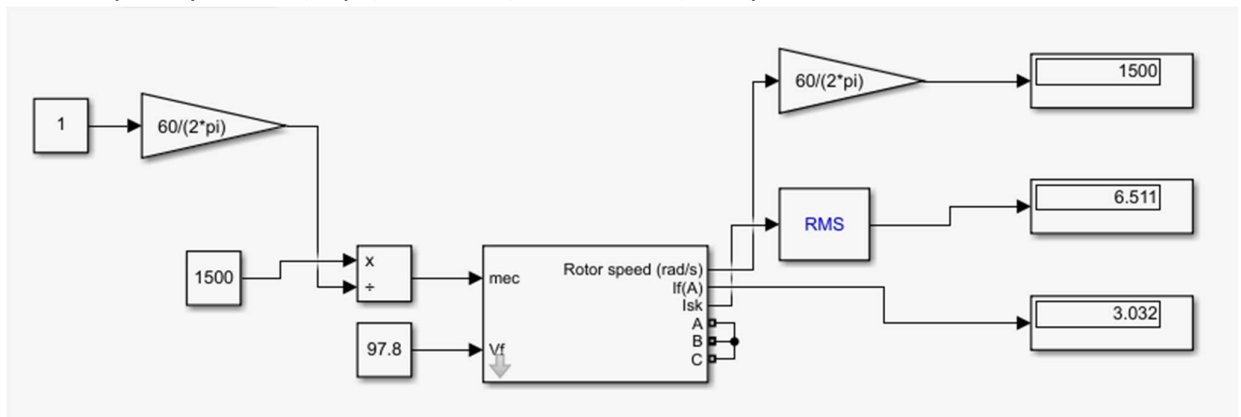 60/(2*pi)
1500
1
60/(2*pi)
6.511
RMS
1500
x
÷
mec
Rotor speed (rad/s)
If(A)
Isk
A
B
C
3.032
97.8
Vf